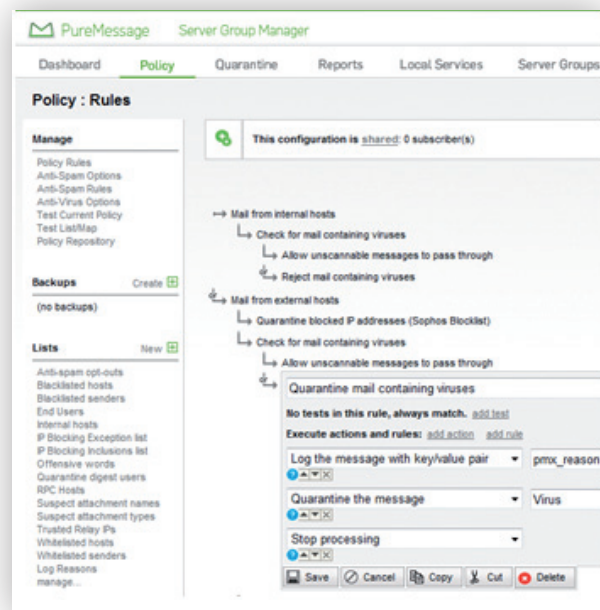 PureMessage Server Group Manager
Dashboard Policy Quarantine Reports Local Services Server Groups
Policy : Rules
Manage
Policy Rules
Anti-Spam Options
Anti-Spam Rules
Anti-Virus Options
Test Current Policy
Test List/Map
Policy Repository
Backups Create
(no backups)
Lists New
Anti-spam opt-outs
Blacklisted hosts
Blacklisted senders
End Users
Internal hosts
IP Blocking Exception list
IP Blocking Inclusions list
Offensive words
Quarantine digest users
RPC Hosts
Suspect attachment names
Suspect attachment types
Trusted Relay IPs
Whitelisted hosts
Whitelisted senders
Log Reasons
manage...
This configuration is shared: 0 subscriber(s)
Mail from internal hosts
Check for mail containing viruses
Allow unscannable messages to pass through
Reject mail containing viruses
Mail from external hosts
Quarantine blocked IP addresses (Sophos Blocklist)
Check for mail containing viruses
Allow unscannable messages to pass through
Quarantine mail containing viruses
No tests in this rule, always match. add test
Execute actions and rules: add action add rule
Log the message with key/value pair pmx_reason
Quarantine the message Virus
Stop processing
Save Cancel Copy Cut Delete